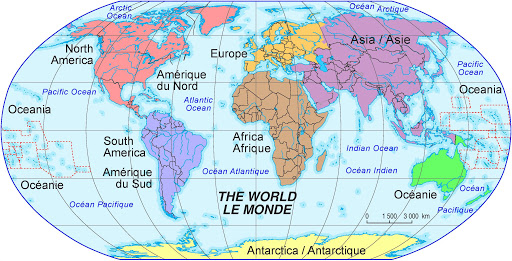 Arctic
Ocean
Océan Arctique
North
America
Europe
Asia / Asie
Amérique
du Nord
Pacific
Ocean
Pacific Ocean
Oceania
Atlantic
Ocean
Oceania
Africa
Afrique
South
America
Indian Ocean
Océanie
Amérique
du Sud
Océan Atlantique
Océan Indien
Océanie
Océan
Pacifique
Océan Pacifique
THE WORLD
LE MONDE
0 1 500 3 000 km
Antarctica / Antarctique